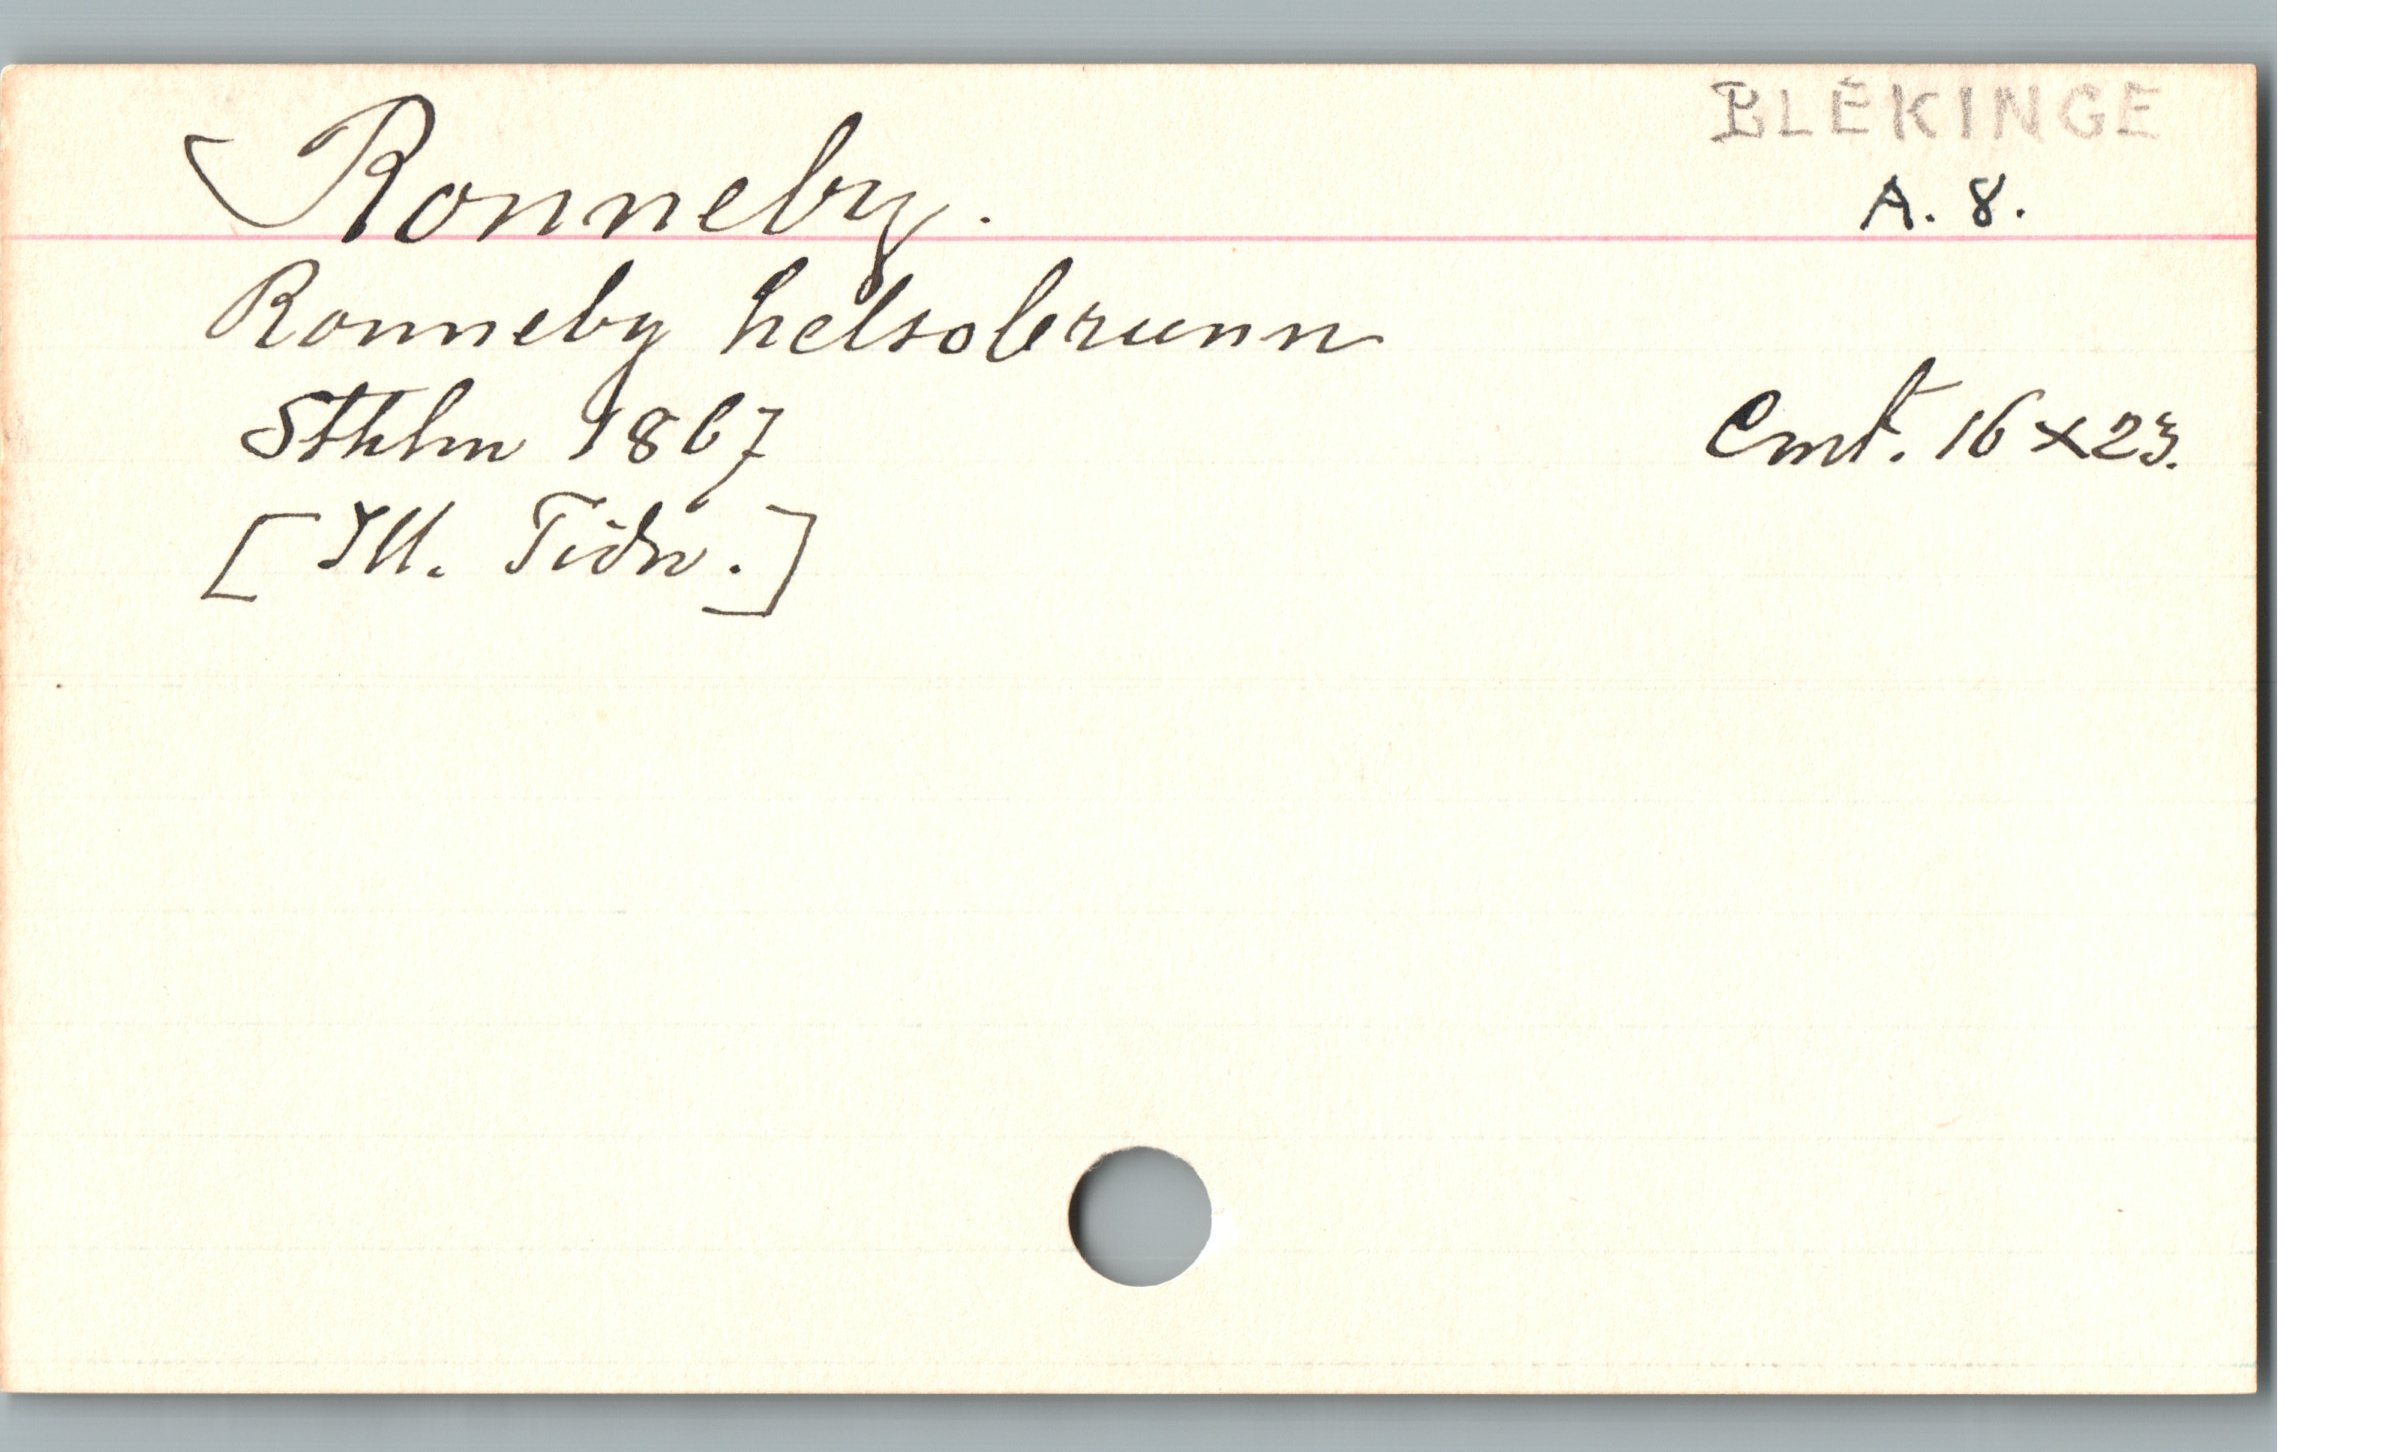 BLEKINGE
Ronneby.
A. 8.
Ronneby helsobrunn
Sthlm 1867
Cmt. 16 x 23.
[Ill. Tidn.]